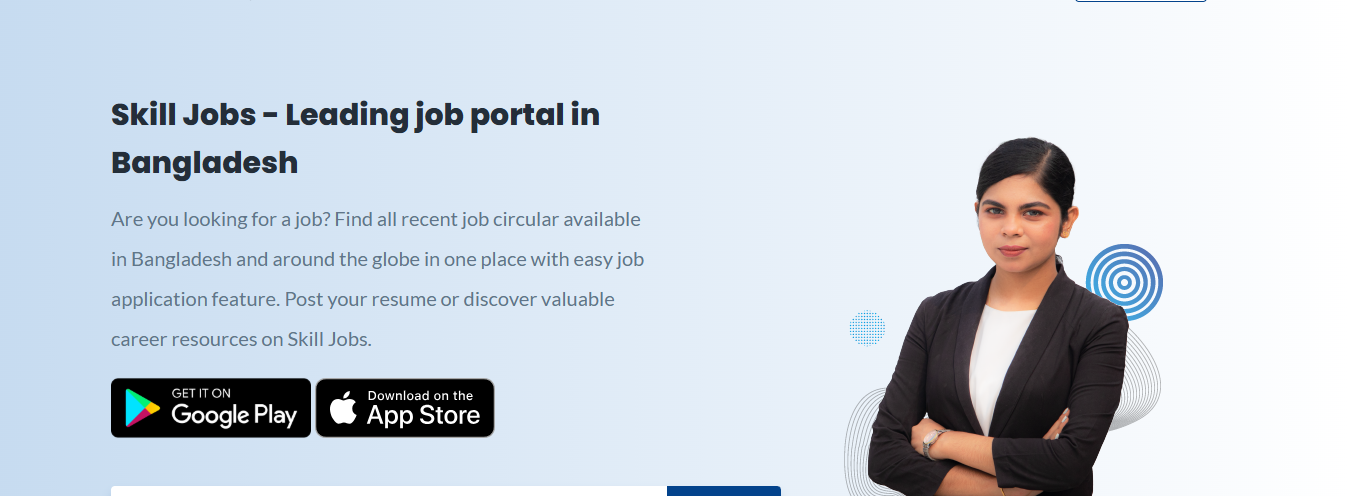 Skill Jobs - Leading job portal in
Bangladesh
Are you looking for a job? Find all recent job circular available
in Bangladesh and around the globe in one place with easy job
application feature. Post your resume or discover valuable
career resources on Skill Jobs.
GET IT ON
Google Play
Download on the
App Store